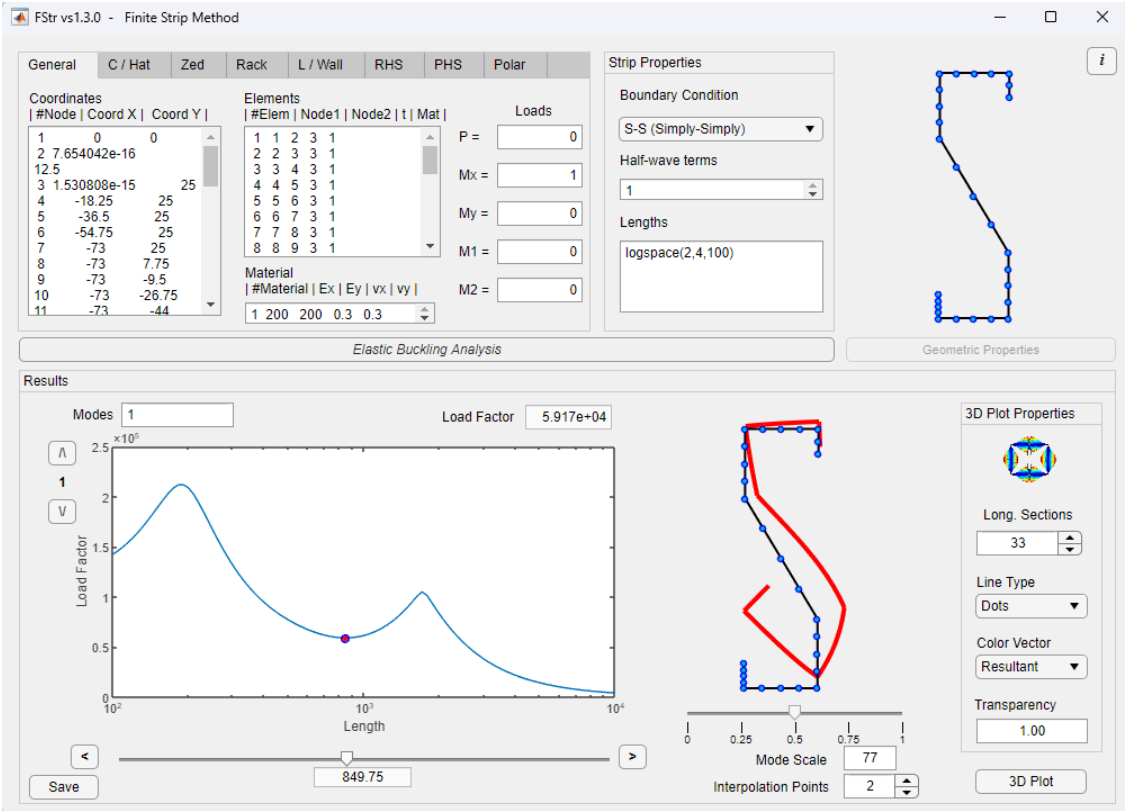 FStr vs1.3.0 - Finite Strip Method
General C / Hat Zed Rack L / Wall RHS PHS Polar
Coordinates
| #Node | Coord X | Coord Y |
1 0 0
2 7.654042e-16
12.5
3 1.530808e-15 25
4 -18.25 25
5 -36.5 25
6 -54.75 25
7 -73 25
8 -73 7.75
9 -73 -9.5
10 -73 -26.75
11 -73 -44
Elements
| #Elem | Node1 | Node2 | t | Mat |
1 1 2 3 1
2 2 3 3 1
3 3 4 3 1
4 4 5 3 1
5 5 6 3 1
6 6 7 3 1
7 7 8 3 1
8 8 9 3 1
Material
| #Material | Ex | Ey | vx | vy |
1 200 200 0.3 0.3
Loads
P = 0
Mx = 1
My = 0
M1 = 0
M2 = 0
Strip Properties
Boundary Condition
S-S (Simply-Simply)
Half-wave terms
1
Lengths
logspace(2,4,100)
i
Elastic Buckling Analysis
Geometric Properties
Results
Modes 1
Load Factor 5.917e+04
/\
1
V
×10⁵
2.5
2
1.5
1
0.5
0
Load Factor
10² 10³ 10⁴
Length
< >
849.75
Save
0 0.25 0.5 0.75 1
Mode Scale 77
Interpolation Points 2
3D Plot Properties
Long. Sections
33
Line Type
Dots
Color Vector
Resultant
Transparency
1.00
3D Plot